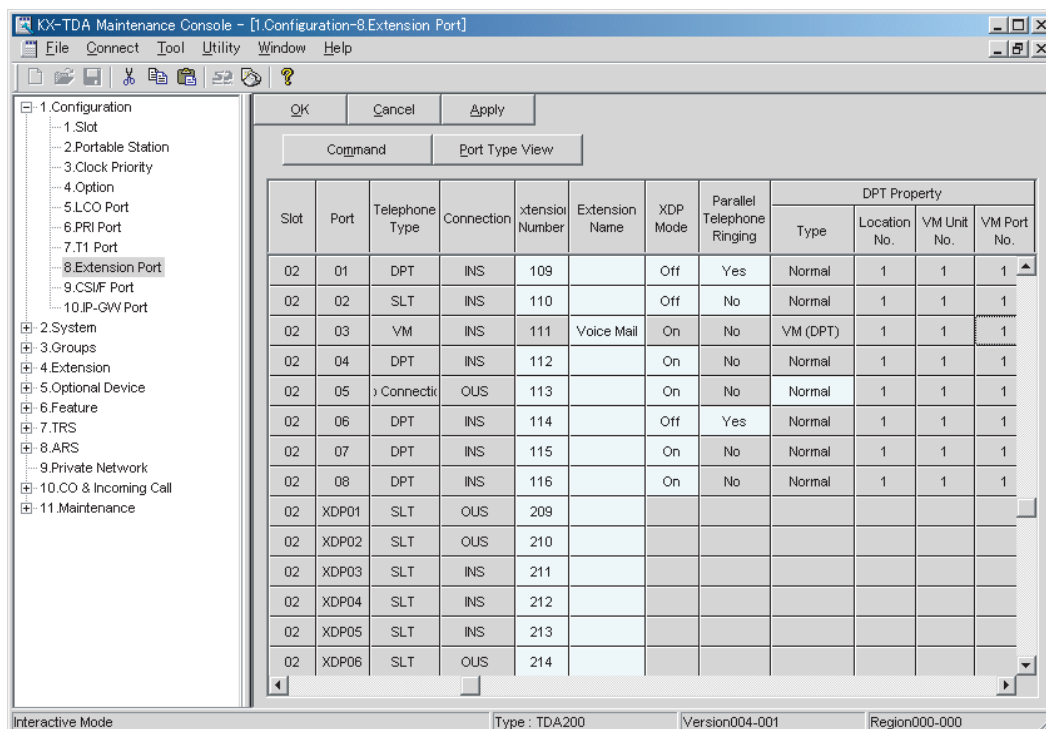 KX-TDA Maintenance Console - [1.Configuration-8.Extension Port]
File Connect Tool Utility Window Help
1.Configuration
1.Slot
2.Portable Station
3.Clock Priority
4.Option
5.LCO Port
6.PRI Port
7.T1 Port
8.Extension Port
9.CSI/F Port
10.IP-GW Port
2.System
3.Groups
4.Extension
5.Optional Device
6.Feature
7.TRS
8.ARS
9.Private Network
10.CO & Incoming Call
11.Maintenance
OK Cancel Apply
Command Port Type View
Slot Port Telephone Type Connection xtension Number Extension Name XDP Mode Parallel Telephone Ringing DPT Property
Type Location No. VM Unit No. VM Port No.
02 01 DPT INS 109 Off Yes Normal 1 1 1
02 02 SLT INS 110 Off No Normal 1 1 1
02 03 VM INS 111 Voice Mail On No VM (DPT) 1 1 1
02 04 DPT INS 112 On No Normal 1 1 1
02 05 Connectic OUS 113 On No Normal 1 1 1
02 06 DPT INS 114 Off Yes Normal 1 1 1
02 07 DPT INS 115 On No Normal 1 1 1
02 08 DPT INS 116 On No Normal 1 1 1
02 XDP01 SLT OUS 209
02 XDP02 SLT OUS 210
02 XDP03 SLT INS 211
02 XDP04 SLT INS 212
02 XDP05 SLT INS 213
02 XDP06 SLT OUS 214
Interactive Mode Type : TDA200 Version004-001 Region000-000